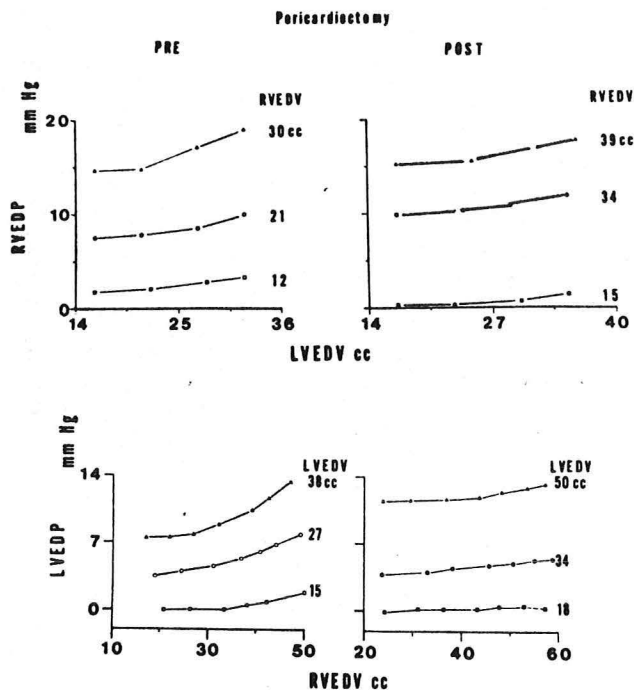 Pericardiectomy
PRE POST
mm Hg
RVEDP
RVEDV
30 cc
21
12
20
10
0
14 25 36
RVEDV
39 cc
34
15
14 27 40
LVEDV cc
mm Hg
LVEDP
LVEDV
38 cc
27
15
14
7
0
10 30 50
LVEDV
50 cc
34
18
20 40 60
RVEDV cc